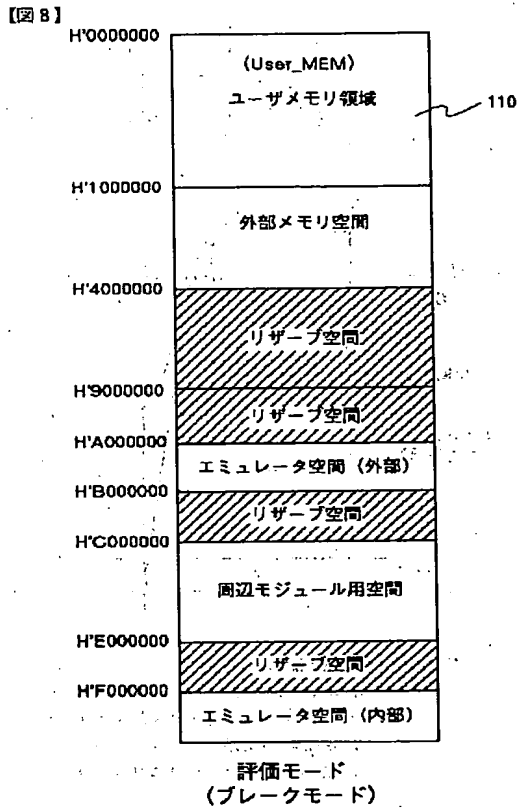 【図8】
H'0000000
(User_MEM)
ユーザメモリ領域
110
H'1000000
外部メモリ空間
H'4000000
リザーブ空間
H'9000000
リザーブ空間
H'A000000
エミュレータ空間（外部）
H'B000000
リザーブ空間
H'C000000
周辺モジュール用空間
H'E000000
リザーブ空間
H'F000000
エミュレータ空間（内部）
評価モード
（ブレークモード）